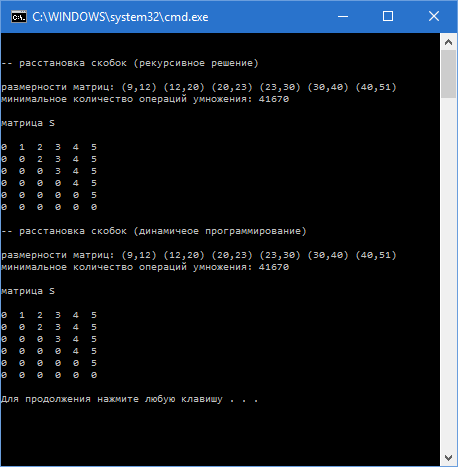 C:\WINDOWS\system32\cmd.exe
-- расстановка скобок (рекурсивное решение)
размерности матриц: (9,12) (12,20) (20,23) (23,30) (30,40) (40,51)
минимальное количество операций умножения: 41670
матрица S
0 1 2 3 4 5
0 0 2 3 4 5
0 0 0 3 4 5
0 0 0 0 4 5
0 0 0 0 0 5
0 0 0 0 0 0
-- расстановка скобок (динамичеое программирование)
размерности матриц: (9,12) (12,20) (20,23) (23,30) (30,40) (40,51)
минимальное количество операций умножения: 41670
матрица S
0 1 2 3 4 5
0 0 2 3 4 5
0 0 0 3 4 5
0 0 0 0 4 5
0 0 0 0 0 5
0 0 0 0 0 0
Для продолжения нажмите любую клавишу . . .